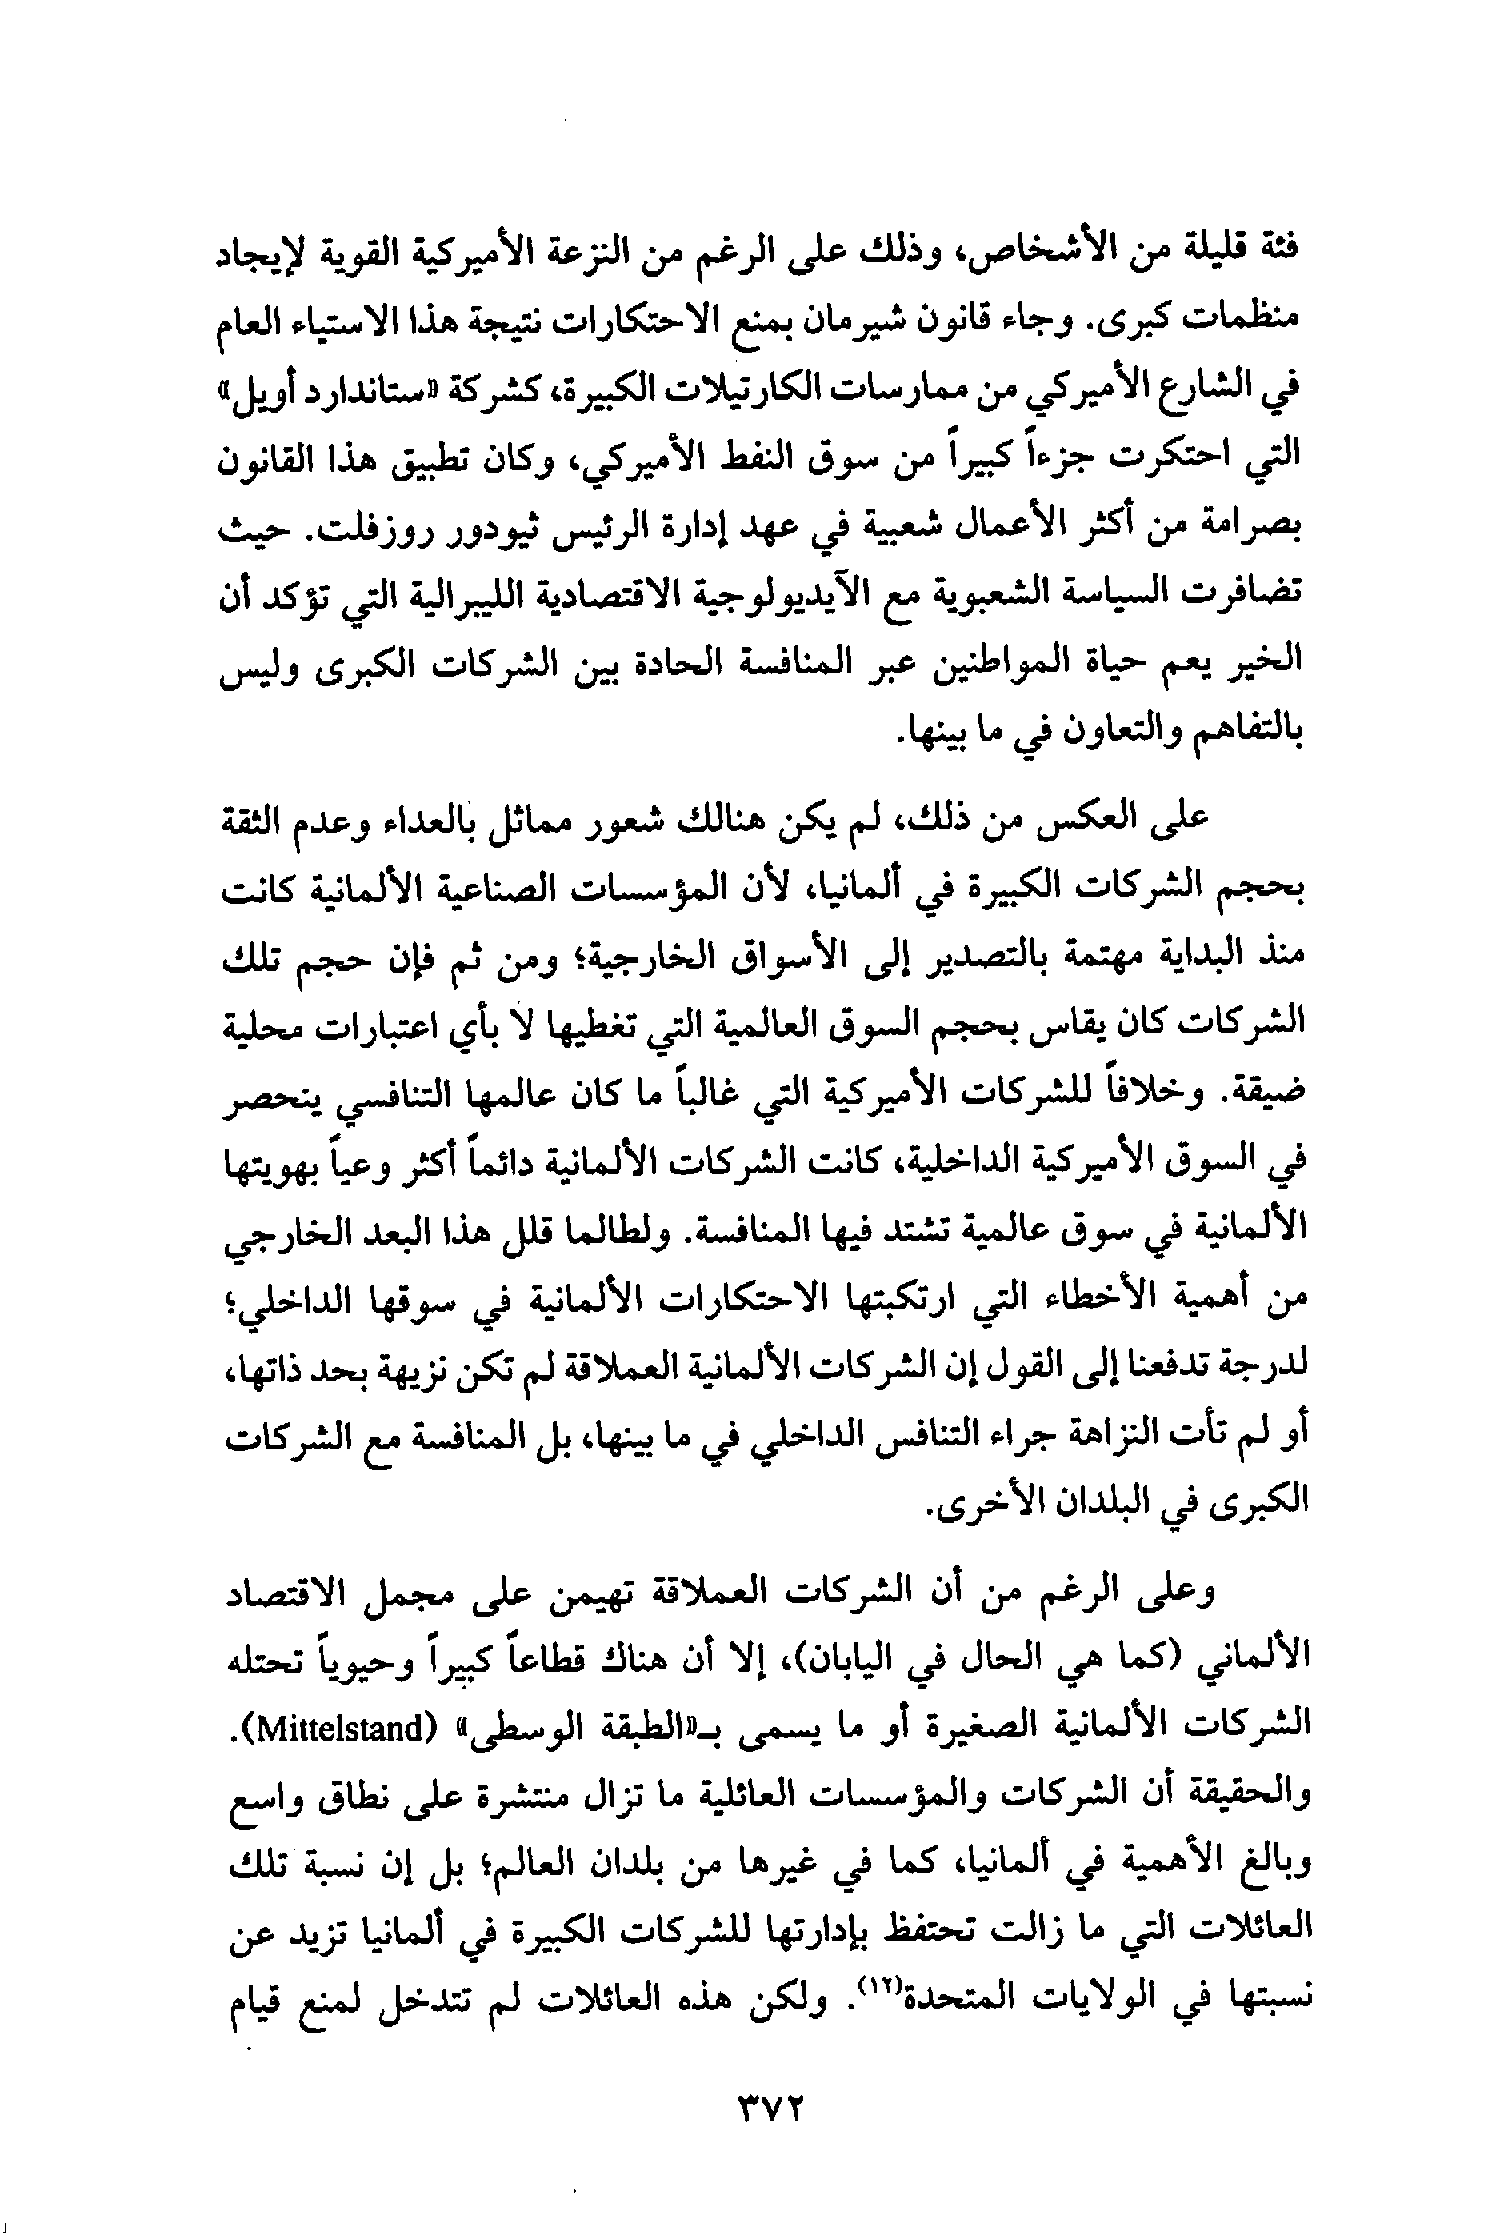 فئة قليلة من الأشخاص، وذلك على الرغم من النزعة الأميركية القوية لإيجاد
منظمات كبرى. وجاء قانون شيرمان بمنع الاحتكارات نتيجة هذا الاستياء العام
في الشارع الأميركي من ممارسات الكارتيلات الكبيرة، كشركة «ستاندارد أويل»
التي احتكرت جزءاً كبيراً من سوق النفط الأميركي، وكان تطبيق هذا القانون
بصرامة من أكثر الأعمال شعبية في عهد إدارة الرئيس ثيودور روزفلت. حيث
تضافرت السياسة الشعبوية مع الآيديولوجية الاقتصادية الليبرالية التي تؤكد أن
الخير يعم حياة المواطنين عبر المنافسة الحادة بين الشركات الكبرى وليس
بالتفاهم والتعاون في ما بينها.
على العكس من ذلك، لم يكن هنالك شعور مماثل بالعداء وعدم الثقة
بحجم الشركات الكبيرة في ألمانيا، لأن المؤسسات الصناعية الألمانية كانت
منذ البداية مهتمة بالتصدير إلى الأسواق الخارجية؛ ومن ثم فإن حجم تلك
الشركات كان يقاس بحجم السوق العالمية التي تغطيها لا بأي اعتبارات محلية
ضيقة. وخلافاً للشركات الأميركية التي غالباً ما كان عالمها التنافسي ينحصر
في السوق الأميركية الداخلية، كانت الشركات الألمانية دائماً أكثر وعياً بهويتها
الألمانية في سوق عالمية تشتد فيها المنافسة. ولطالما قلل هذا البعد الخارجي
من أهمية الأخطاء التي ارتكبتها الاحتكارات الألمانية في سوقها الداخلي؛
لدرجة تدفعنا إلى القول إن الشركات الألمانية العملاقة لم تكن نزيهة بحد ذاتها،
أو لم تأت النزاهة جراء التنافس الداخلي في ما بينها، بل المنافسة مع الشركات
الكبرى في البلدان الأخرى.
وعلى الرغم من أن الشركات العملاقة تهيمن على مجمل الاقتصاد
الألماني (كما هي الحال في اليابان)، إلا أن هناك قطاعاً كبيراً وحيوياً تحتله
الشركات الألمانية الصغيرة أو ما يسمى بـ«الطبقة الوسطى» (Mittelstand).
والحقيقة أن الشركات والمؤسسات العائلية ما تزال منتشرة على نطاق واسع
وبالغ الأهمية في ألمانيا، كما في غيرها من بلدان العالم؛ بل إن نسبة تلك
العائلات التي ما زالت تحتفظ بإدارتها للشركات الكبيرة في ألمانيا تزيد عن
نسبتها في الولايات المتحدة(١٢). ولكن هذه العائلات لم تتدخل لمنع قيام
٣٧٢